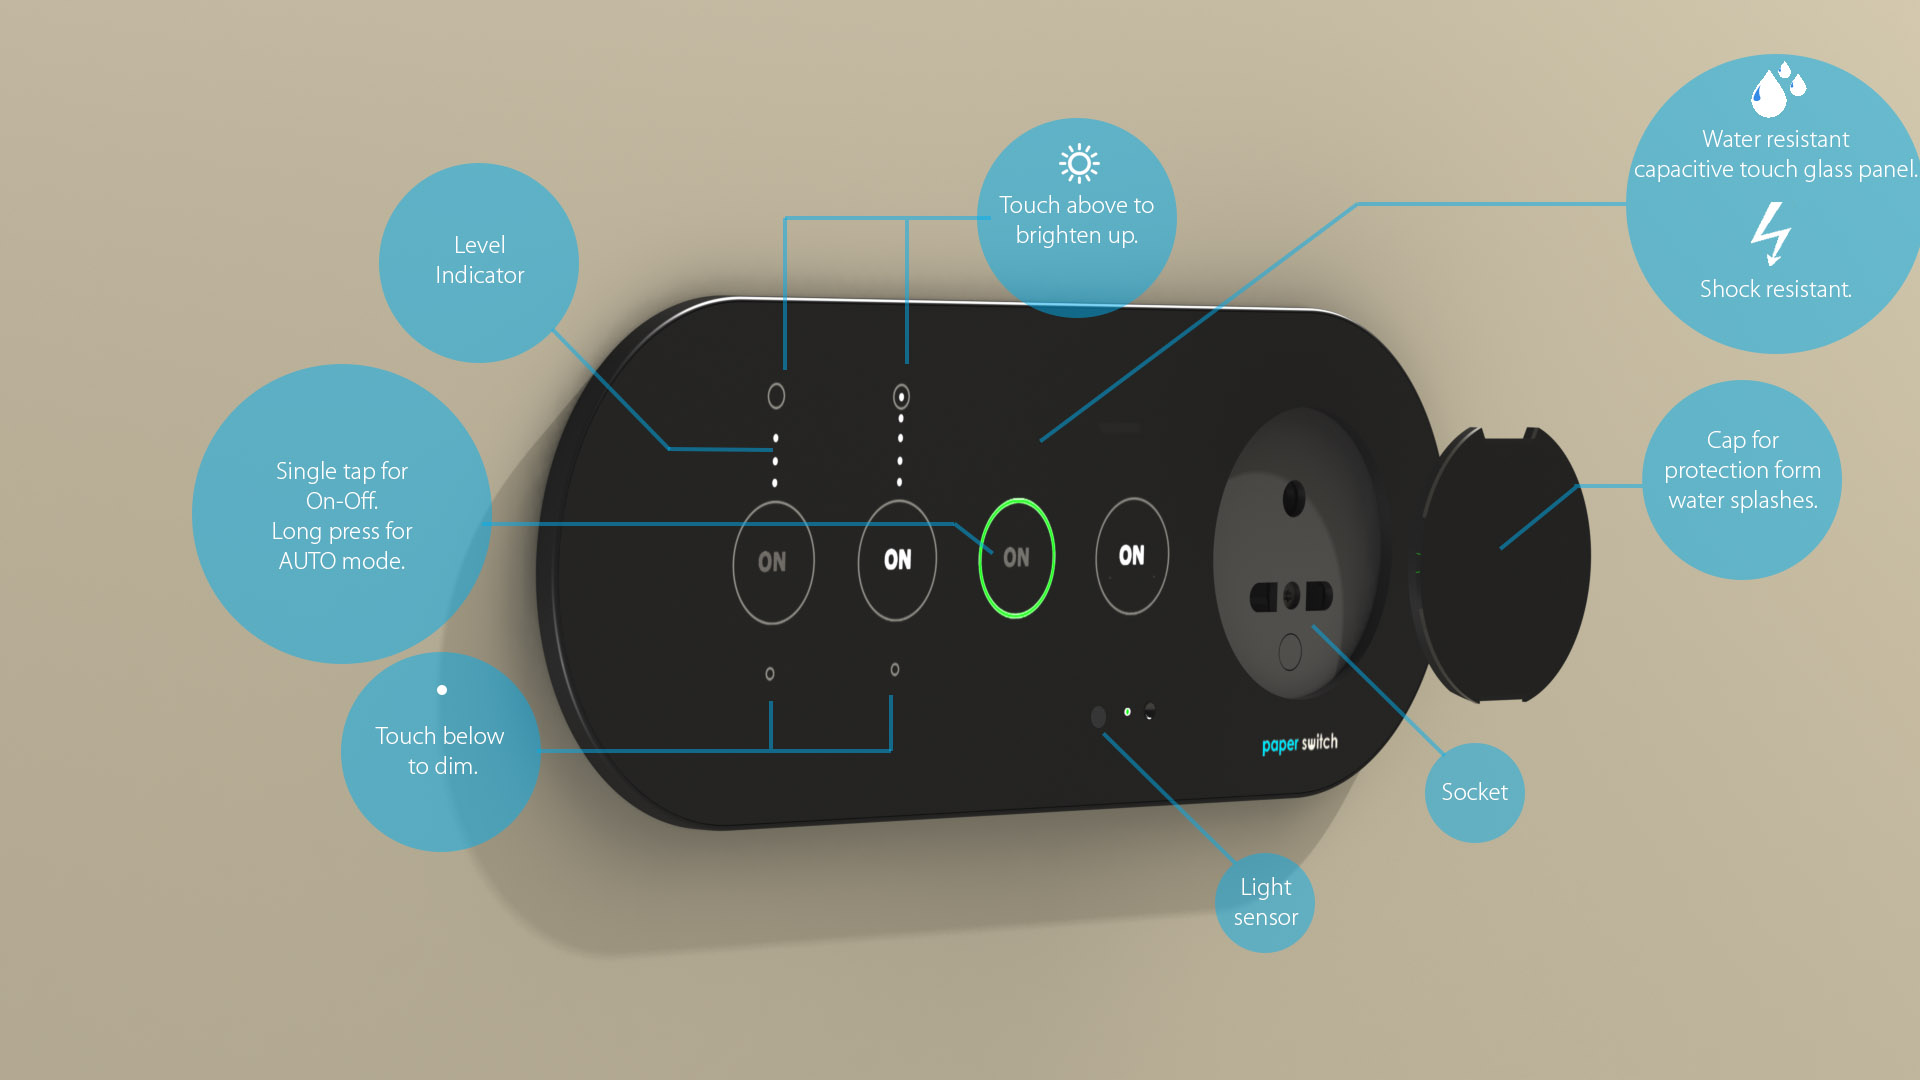 Water resistant
capacitive touch glass panel.
Shock resistant.
Touch above to
brighten up.
Level
Indicator
Cap for
protection form
water splashes.
Single tap for
On-Off.
Long press for
AUTO mode.
ON
ON
ON
ON
Touch below
to dim.
paper switch
Socket
Light
sensor